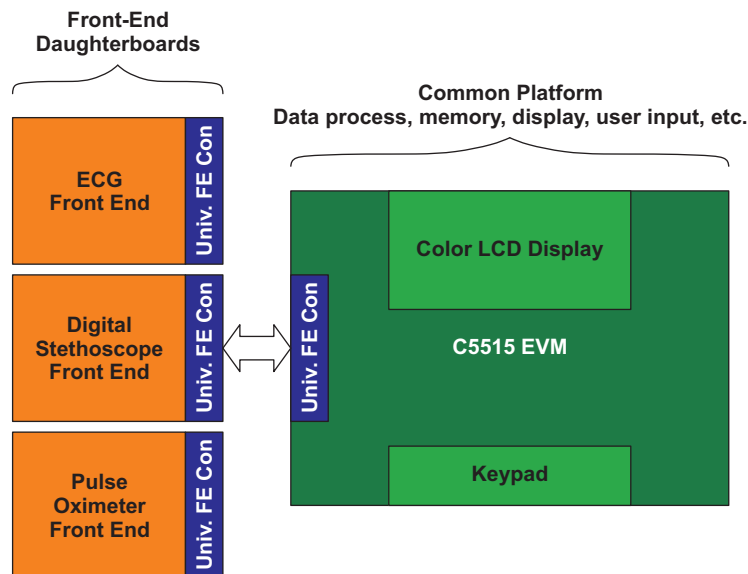 Front-End
Daughterboards
Common Platform
Data process, memory, display, user input, etc.
ECG
Front End
Univ. FE Con
Digital
Stethoscope
Front End
Univ. FE Con
Pulse
Oximeter
Front End
Univ. FE Con
Univ. FE Con
Color LCD Display
C5515 EVM
Keypad